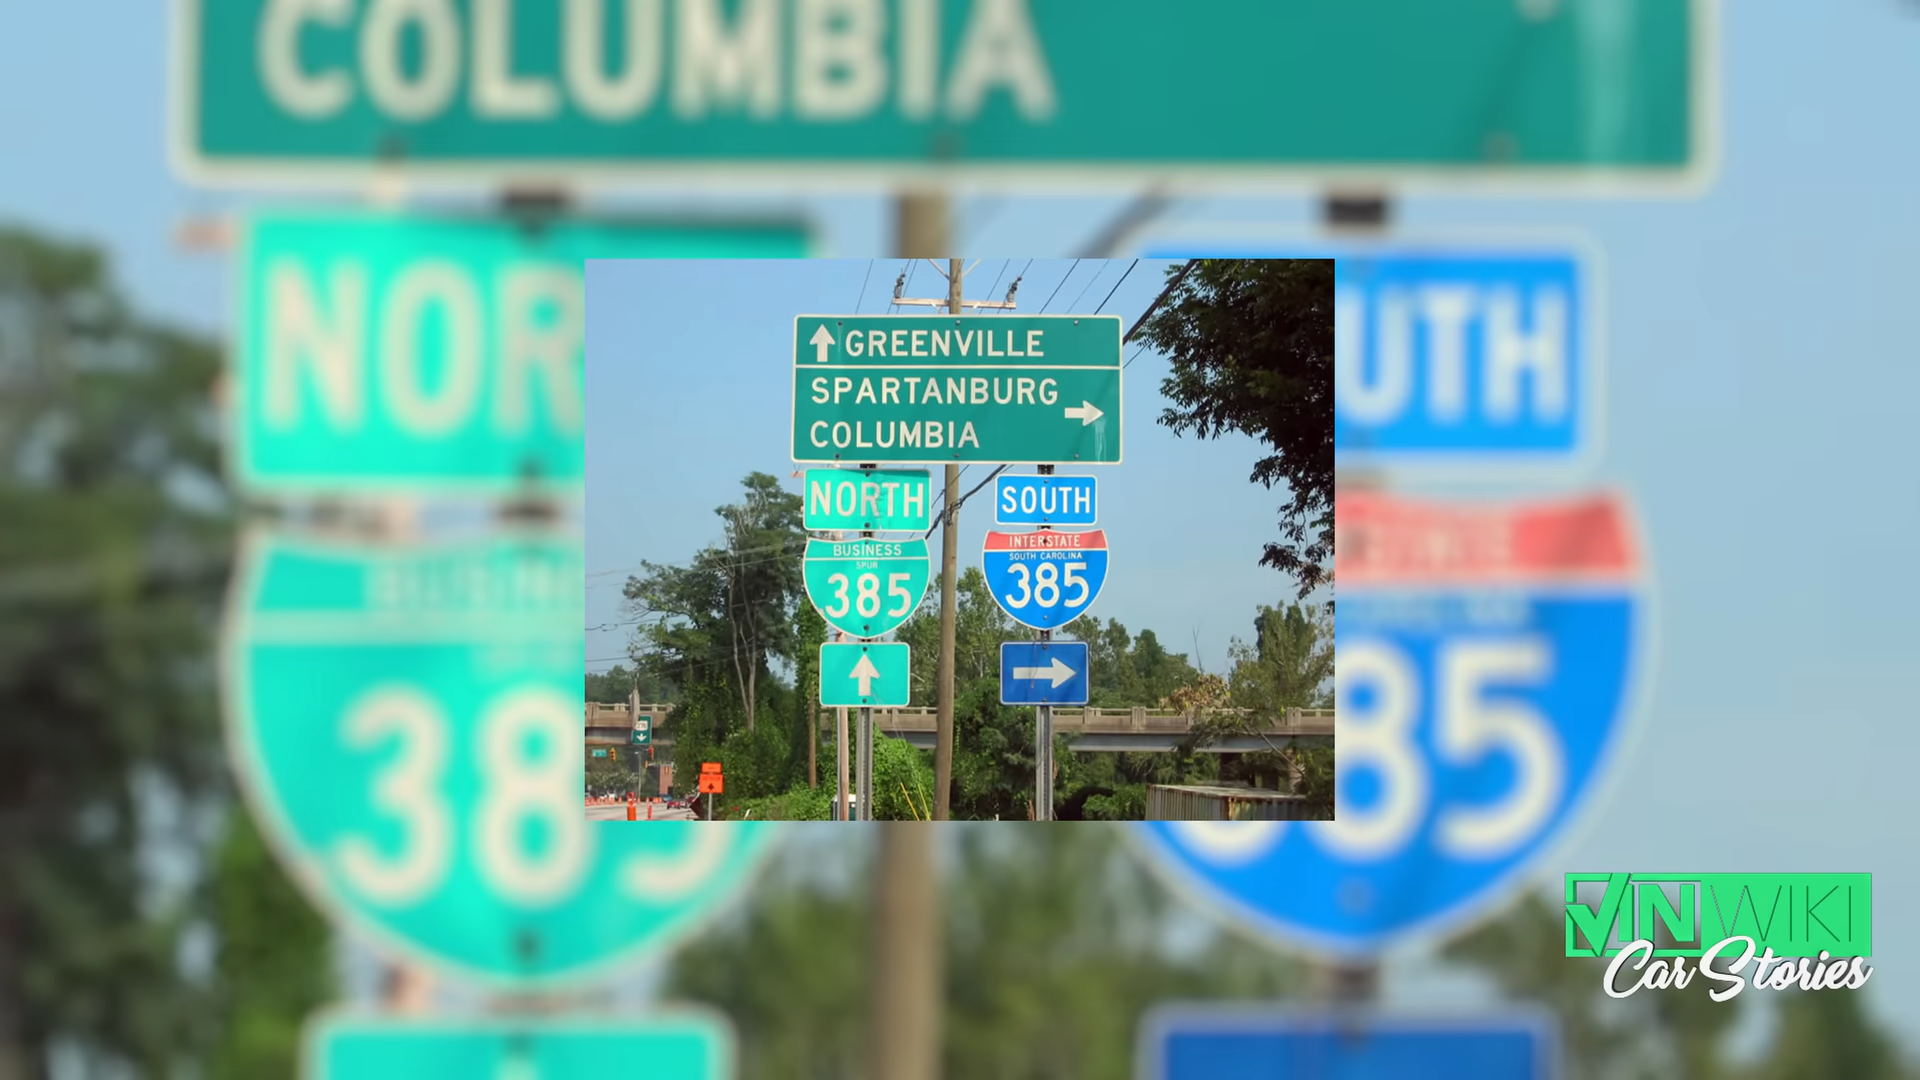 COLUMBIA
NOR
UTH
385
85
GREENVILLE
SPARTANBURG
COLUMBIA
NORTH
SOUTH
BUSINESS
SPUR
385
INTERSTATE
SOUTH CAROLINA
385
VINWIKI
Car Stories